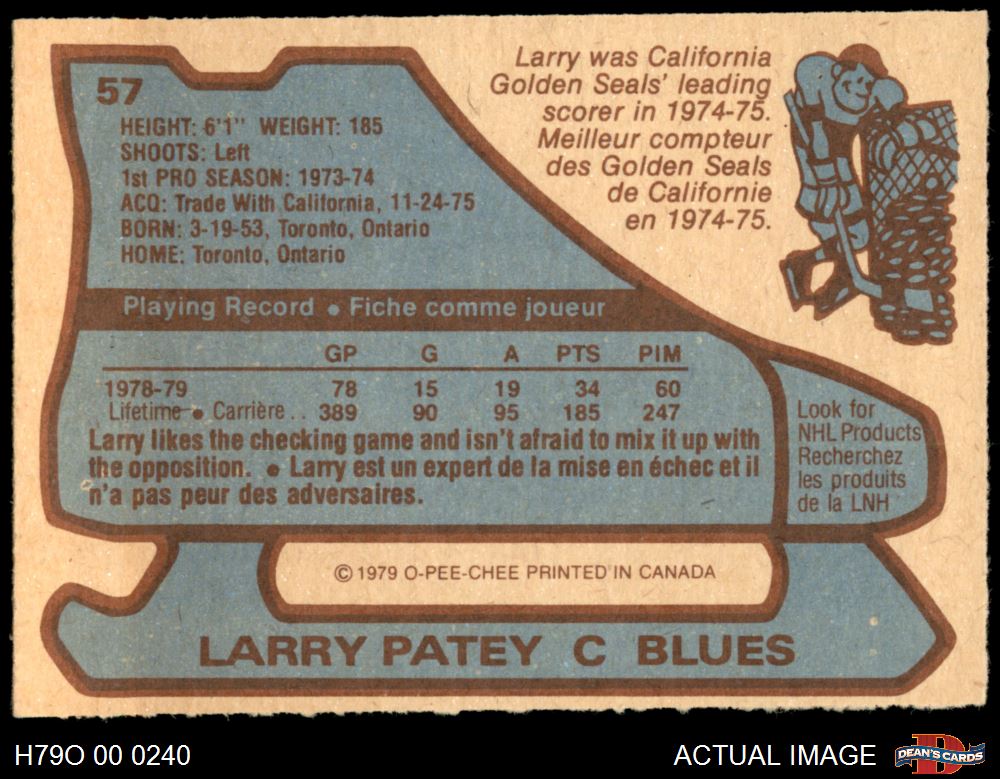 57
HEIGHT: 6'1" WEIGHT: 185
SHOOTS: Left
1st PRO SEASON: 1973-74
ACQ: Trade With California, 11-24-75
BORN: 3-19-53, Toronto, Ontario
HOME: Toronto, Ontario
Larry was California
Golden Seals' leading
scorer in 1974-75.
Meilleur compteur
des Golden Seals
de Californie
en 1974-75.
Playing Record • Fiche comme joueur
GP G A PTS PIM
1978-79 78 15 19 34 60
Lifetime • Carrière . . 389 90 95 185 247
Larry likes the checking game and isn't afraid to mix it up with
the opposition. • Larry est un expert de la mise en échec et il
n'a pas peur des adversaires.
Look for
NHL Products
Recherchez
les produits
de la LNH
© 1979 O-PEE-CHEE PRINTED IN CANADA
LARRY PATEY C BLUES
H79O 00 0240
ACTUAL IMAGE
DEAN'S CARDS